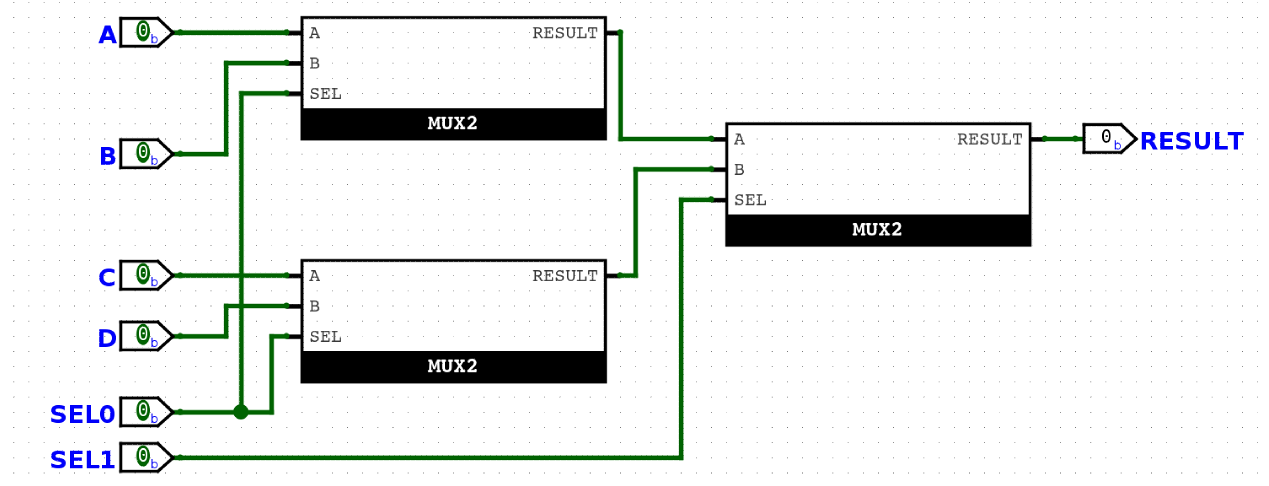 A 0b
B 0b
A RESULT
B
SEL
MUX2
A RESULT
B
SEL
MUX2
0b RESULT
C 0b
D 0b
A RESULT
B
SEL
MUX2
SEL0 0b
SEL1 0b